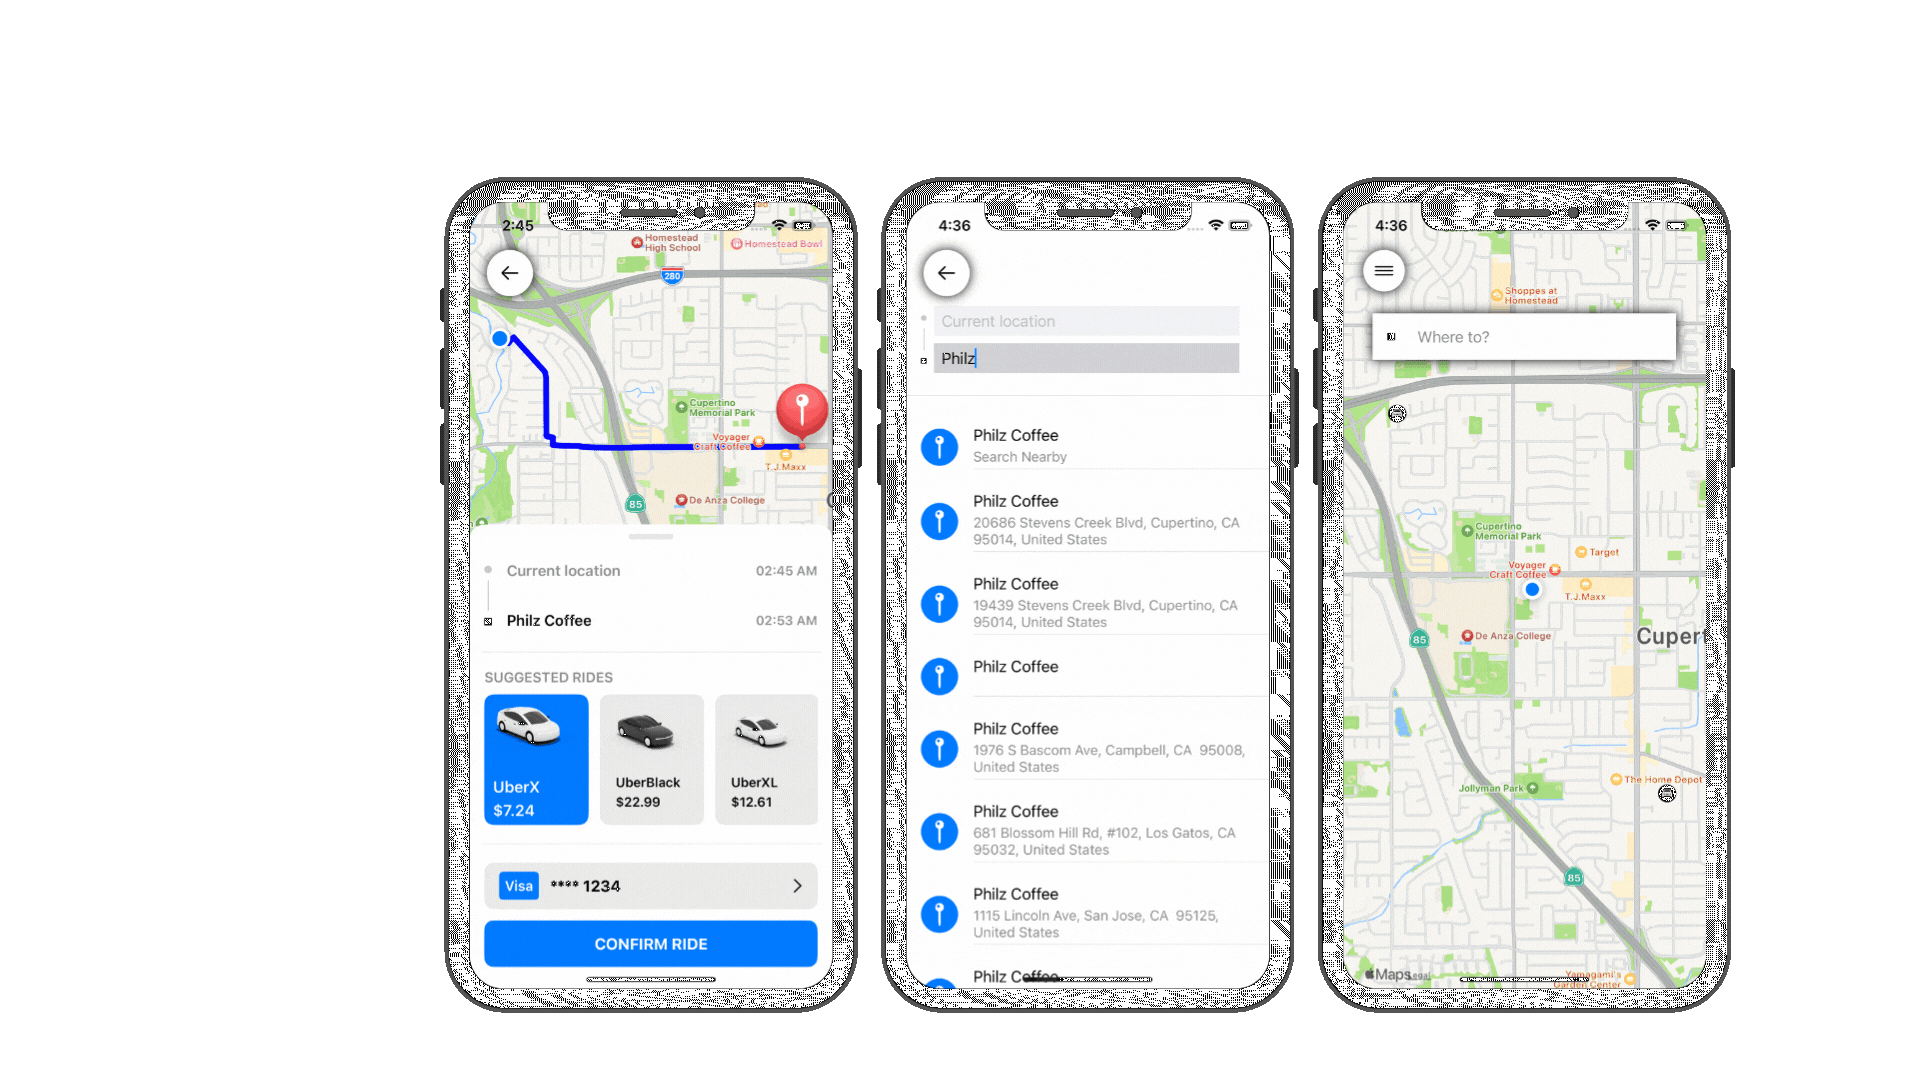 2:45
Homestead
High School
Homestead Bowl
280
Cupertino
Memorial Park
Voyager
Craft Coffee
T.J.Maxx
De Anza College
85
Current location
02:45 AM
Philz Coffee
02:53 AM
SUGGESTED RIDES
UberX
$7.24
UberBlack
$22.99
UberXL
$12.61
Visa
**** 1234
CONFIRM RIDE
4:36
Current location
Philz
Philz Coffee
Search Nearby
Philz Coffee
20686 Stevens Creek Blvd, Cupertino, CA
95014, United States
Philz Coffee
19439 Stevens Creek Blvd, Cupertino, CA
95014, United States
Philz Coffee
Philz Coffee
1976 S Bascom Ave, Campbell, CA 95008,
United States
Philz Coffee
681 Blossom Hill Rd, #102, Los Gatos, CA
95032, United States
Philz Coffee
1115 Lincoln Ave, San Jose, CA 95125,
United States
Philz Coffee
4:36
Shoppes at
Homestead
Where to?
Cupertino
Memorial Park
Target
Voyager
Craft Coffee
T.J.Maxx
De Anza College
85
Cuper
The Home Depot
Jollyman Park
85
Maps
Legal
Yamagami's
Garden Center